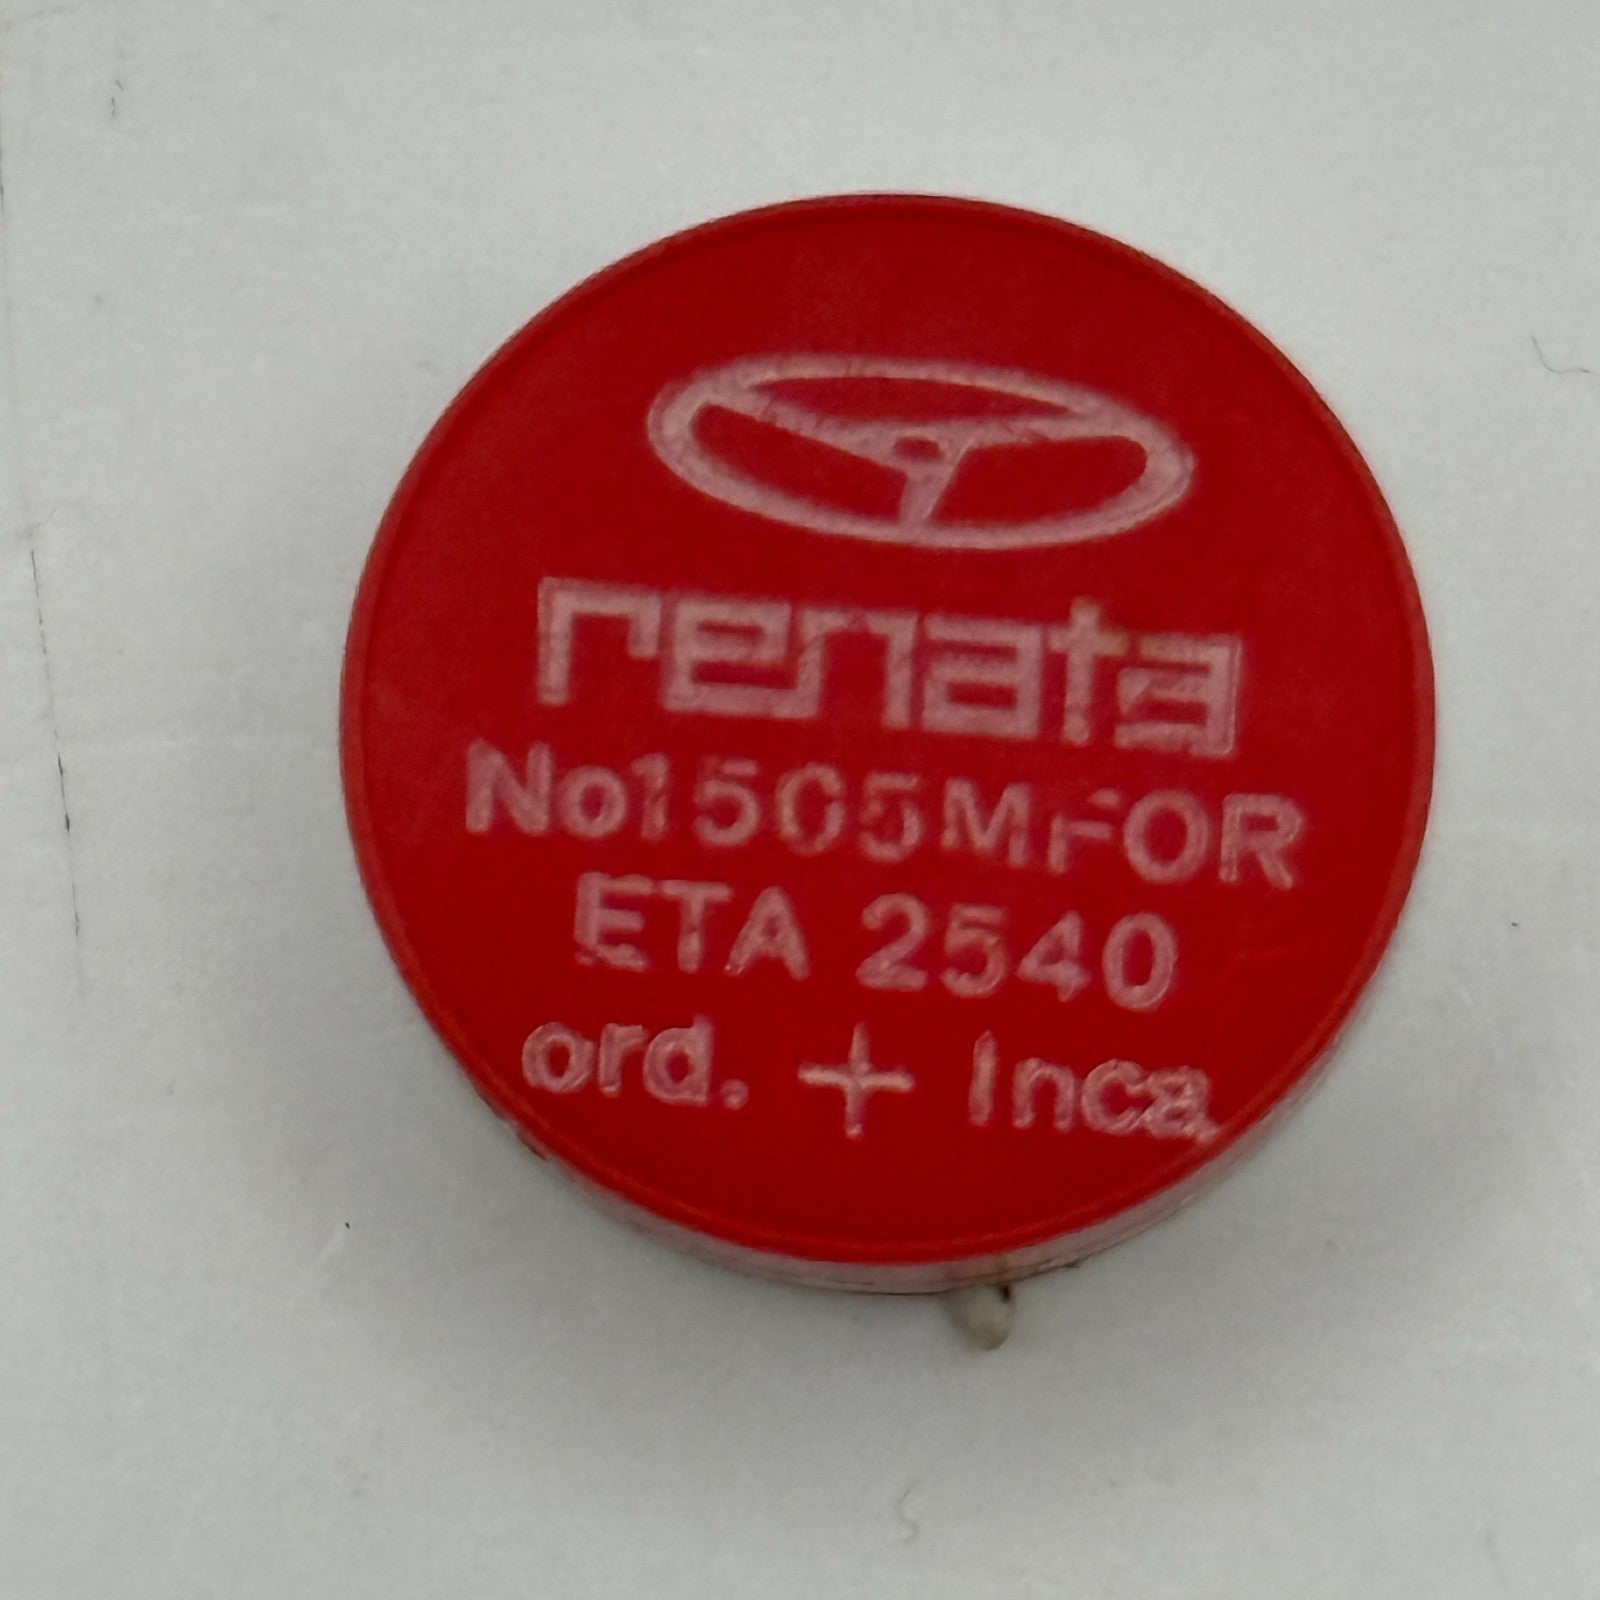 renata
No1505MFOR
ETA 2540
ord. + Inca.